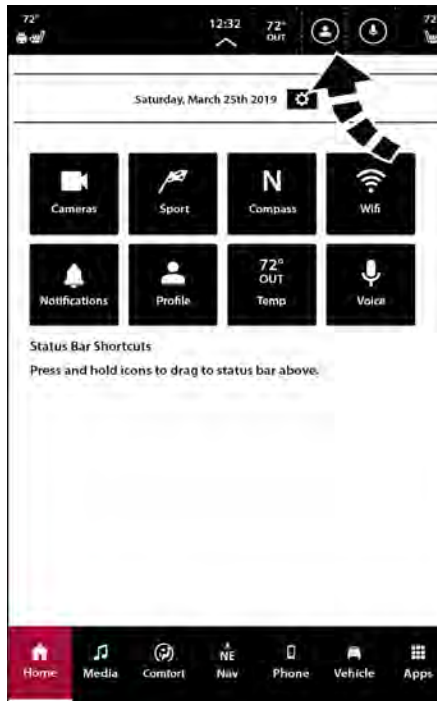 72°
12:32
72°
OUT
72
Saturday, March 25th 2019
Cameras
Sport
N
Compass
Wifi
Notifications
Profile
72°
OUT
Temp
Voice
Status Bar Shortcuts
Press and hold icons to drag to status bar above.
Home
Media
Comfort
NE
Nav
Phone
Vehicle
Apps